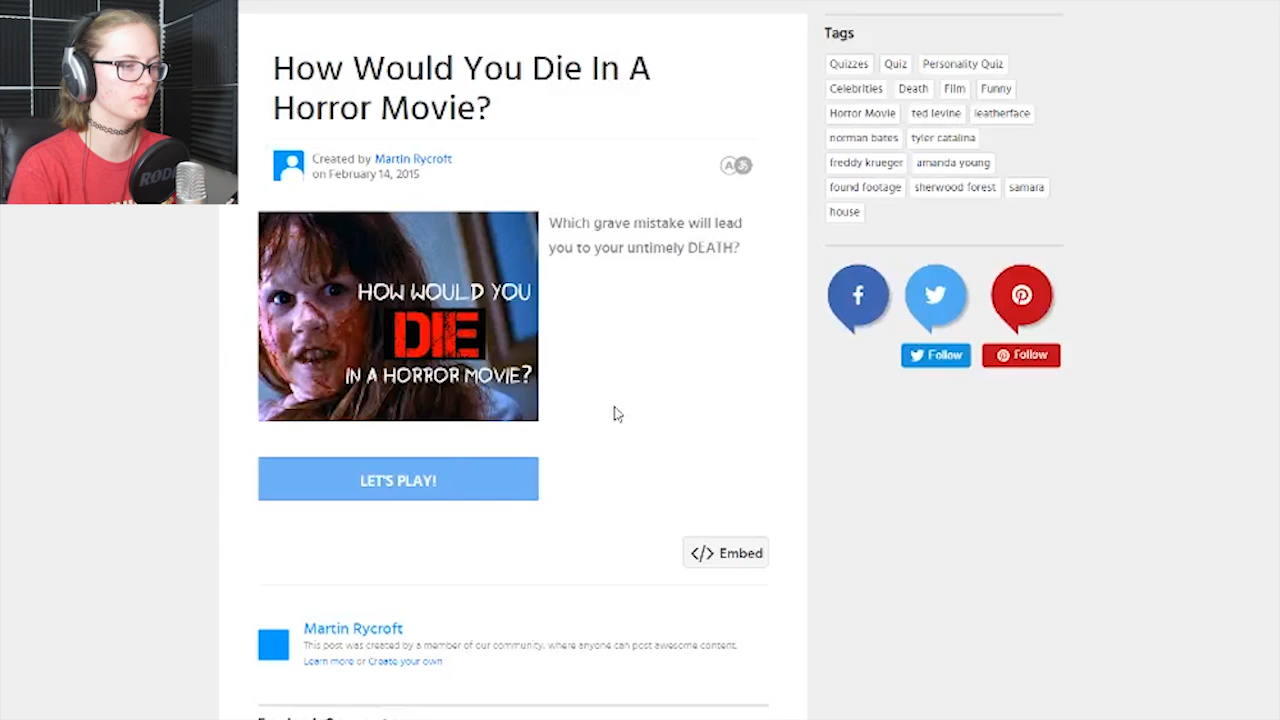 How Would You Die In A
Horror Movie?
Created by Martin Rycroft
on February 14, 2015
Which grave mistake will lead
you to your untimely DEATH?
HOW WOULD YOU
DIE
IN A HORROR MOVIE?
LET'S PLAY!
</> Embed
Martin Rycroft
This post was created by a member of our community, where anyone can post awesome content.
Learn more or Create your own
Tags
Quizzes Quiz Personality Quiz
Celebrities Death Film Funny
Horror Movie ted levine leatherface
norman bates tyler catalina
freddy krueger amanda young
found footage sherwood forest samara
house
Follow Follow
RODE